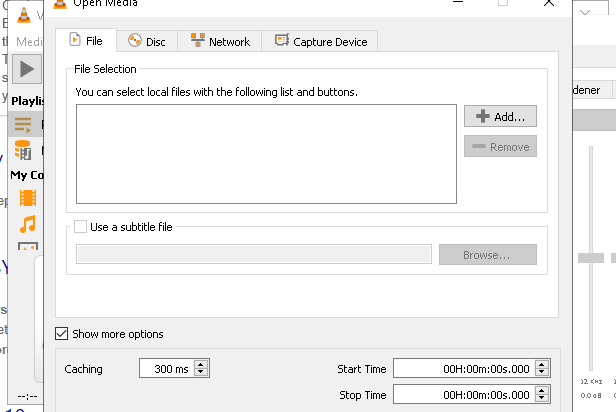 Open Media
Medi
File
Disc
Network
Capture Device
File Selection
You can select local files with the following list and buttons.
Add...
Remove
Use a subtitle file
Browse...
Show more options
Caching
300 ms
Start Time
00H:00m:00s.000
Stop Time
00H:00m:00s.000
Playlis
My Co
--:--
dener
12 KHz
0.0 dB